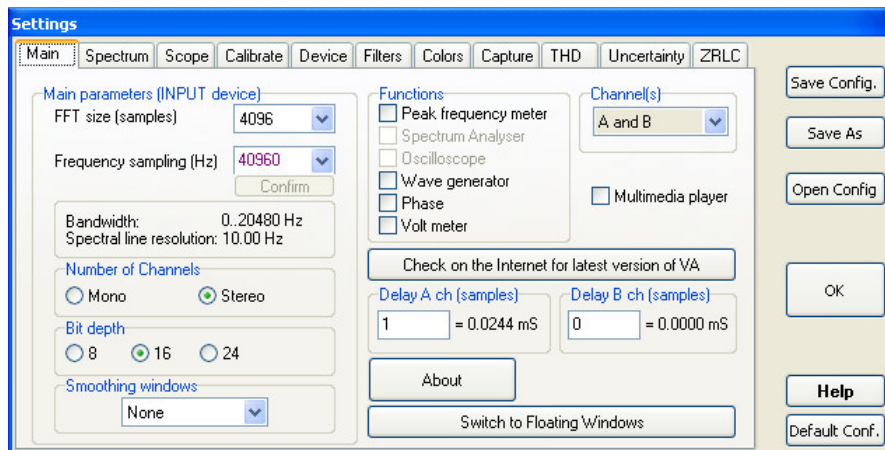 Settings
Main Spectrum Scope Calibrate Device Filters Colors Capture THD Uncertainty ZRLC
Main parameters (INPUT device)
FFT size (samples) 4096
Frequency sampling (Hz) 40960
Confirm
Bandwidth: 0..20480 Hz
Spectral line resolution: 10.00 Hz
Number of Channels
Mono Stereo
Bit depth
8 16 24
Smoothing windows
None
Functions
Peak frequency meter
Spectrum Analyser
Oscilloscope
Wave generator
Phase
Volt meter
Channel(s)
A and B
Multimedia player
Check on the Internet for latest version of VA
Delay A ch (samples)
1 = 0.0244 mS
Delay B ch (samples)
0 = 0.0000 mS
About
Switch to Floating Windows
Save Config.
Save As
Open Config
OK
Help
Default Conf.